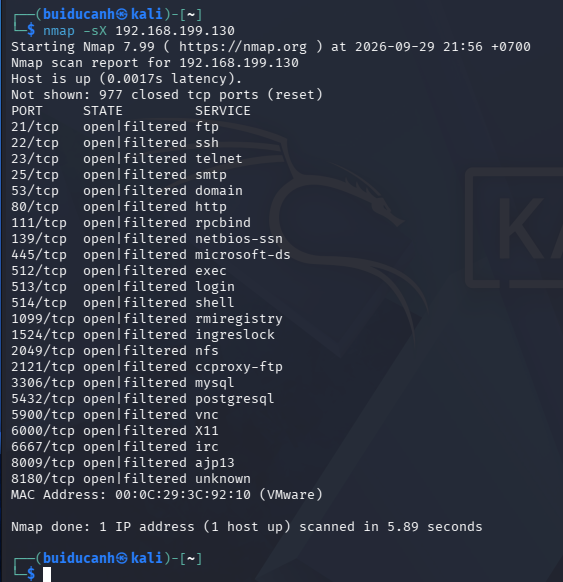 ┌──(buiducanh㉿kali)-[~]
└─$ nmap -sX 192.168.199.130
Starting Nmap 7.99 ( https://nmap.org ) at 2026-09-29 21:56 +0700
Nmap scan report for 192.168.199.130
Host is up (0.0017s latency).
Not shown: 977 closed tcp ports (reset)
PORT     STATE         SERVICE
21/tcp   open|filtered ftp
22/tcp   open|filtered ssh
23/tcp   open|filtered telnet
25/tcp   open|filtered smtp
53/tcp   open|filtered domain
80/tcp   open|filtered http
111/tcp  open|filtered rpcbind
139/tcp  open|filtered netbios-ssn
445/tcp  open|filtered microsoft-ds
512/tcp  open|filtered exec
513/tcp  open|filtered login
514/tcp  open|filtered shell
1099/tcp open|filtered rmiregistry
1524/tcp open|filtered ingreslock
2049/tcp open|filtered nfs
2121/tcp open|filtered ccproxy-ftp
3306/tcp open|filtered mysql
5432/tcp open|filtered postgresql
5900/tcp open|filtered vnc
6000/tcp open|filtered X11
6667/tcp open|filtered irc
8009/tcp open|filtered ajp13
8180/tcp open|filtered unknown
MAC Address: 00:0C:29:3C:92:10 (VMware)
Nmap done: 1 IP address (1 host up) scanned in 5.89 seconds
┌──(buiducanh㉿kali)-[~]
└─$
KA